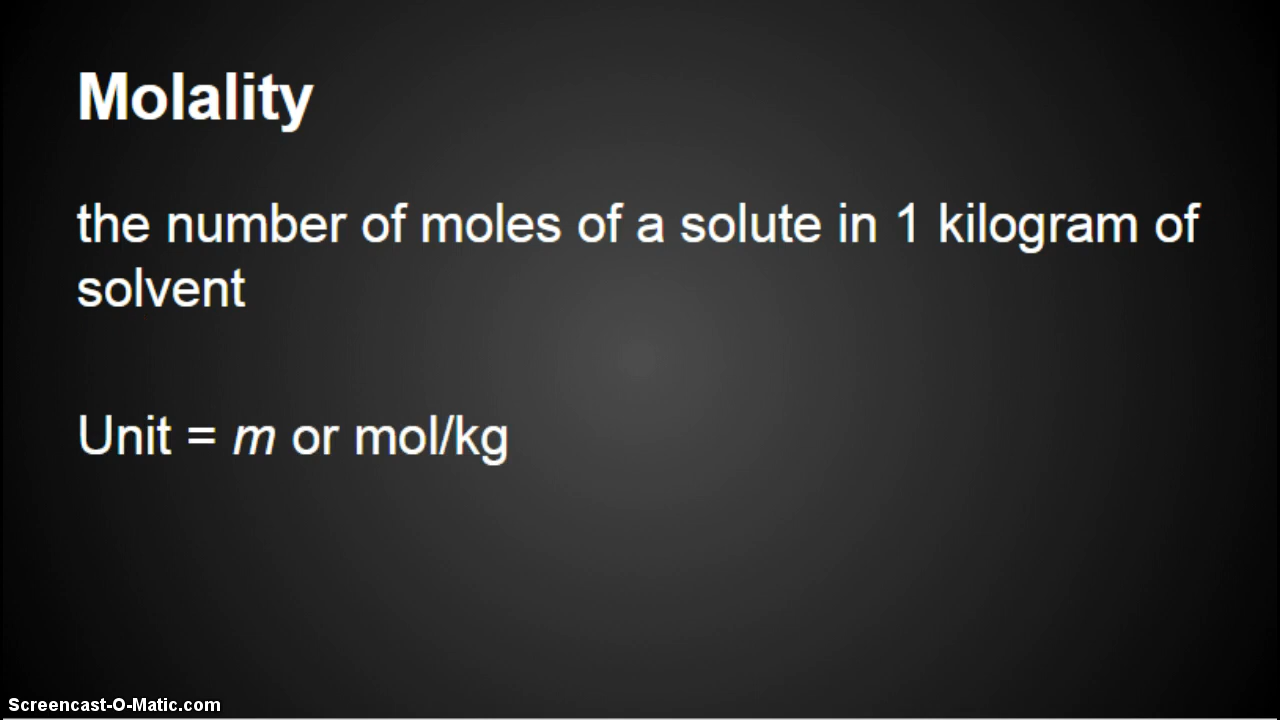 Molality
the number of moles of a solute in 1 kilogram of
solvent
Unit = m or mol/kg
Screencast-O-Matic.com